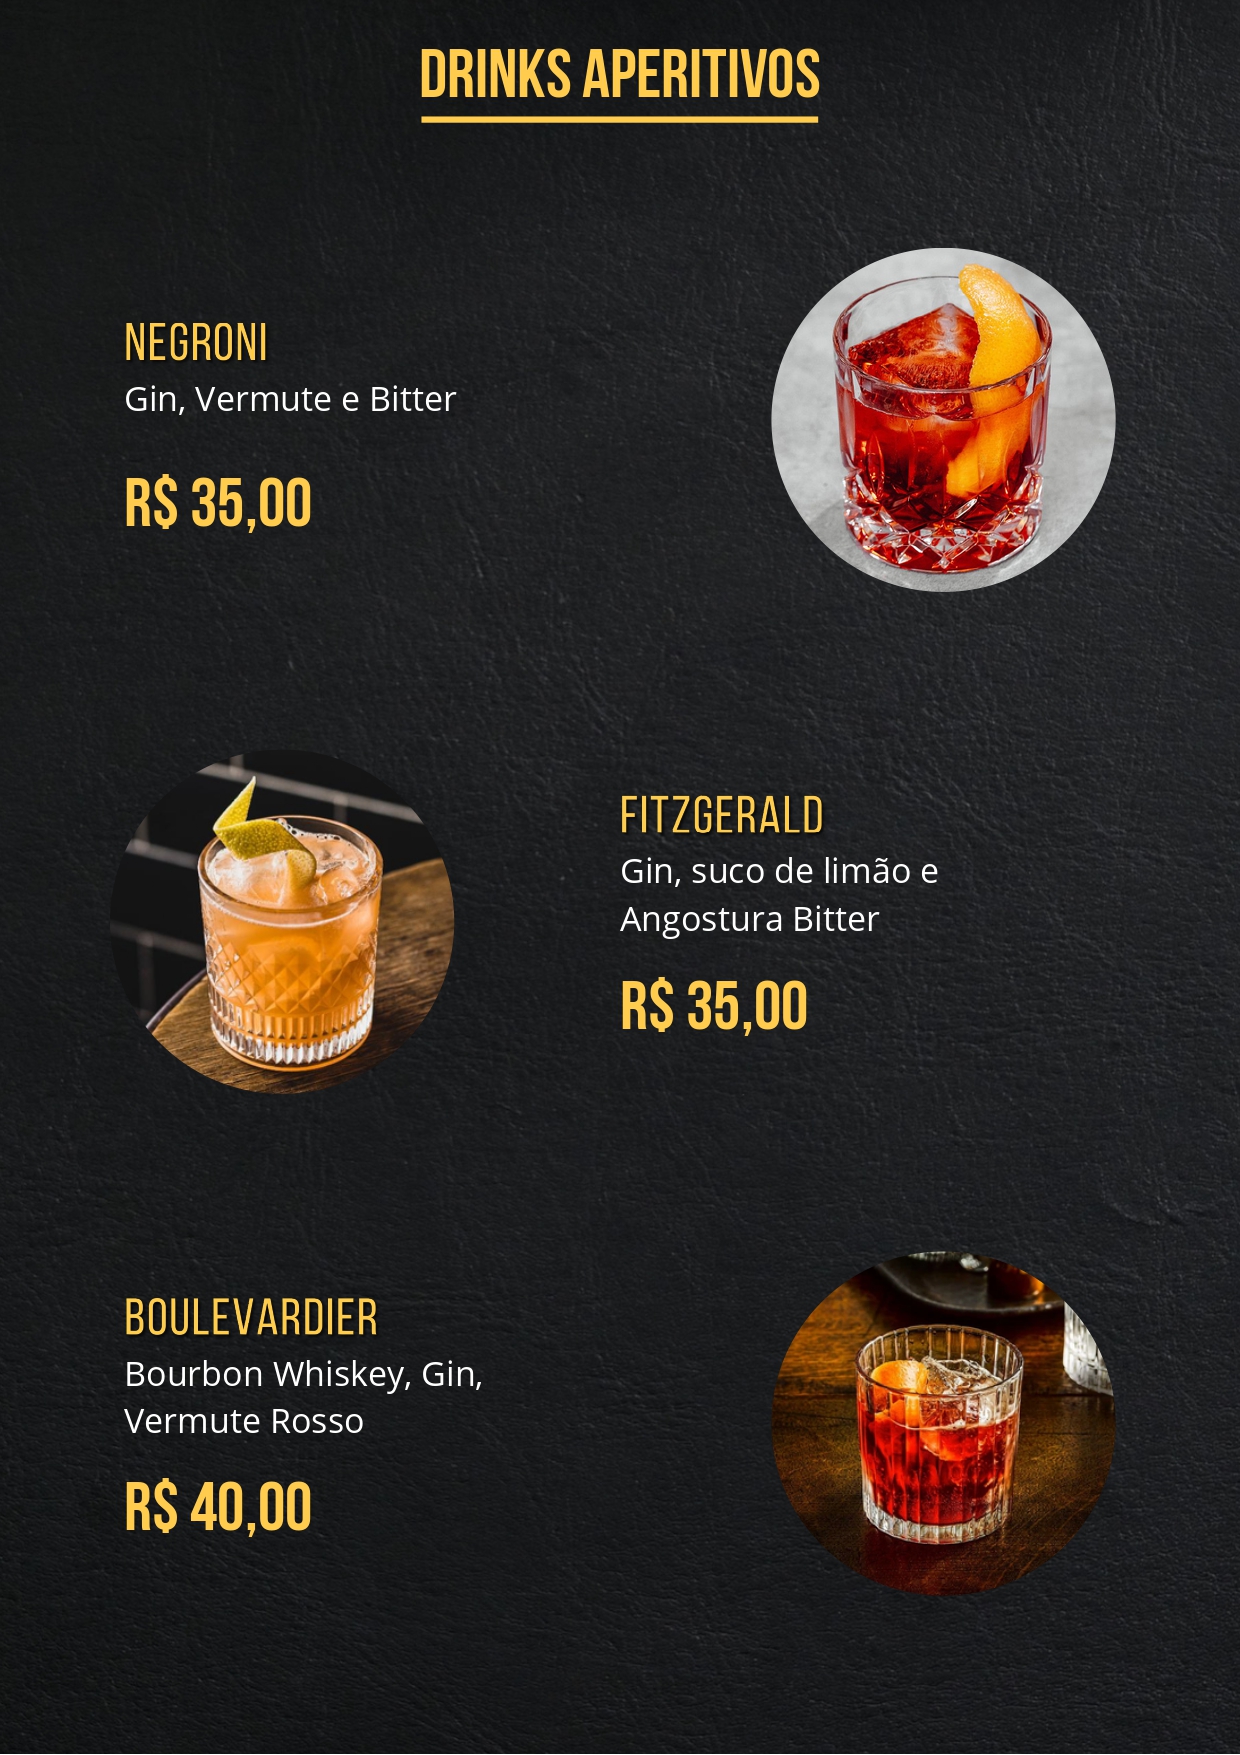 DRINKS APERITIVOS
NEGRONI
Gin, Vermute e Bitter
R$ 35,00
FITZGERALD
Gin, suco de limão e
Angostura Bitter
R$ 35,00
BOULEVARDIER
Bourbon Whiskey, Gin,
Vermute Rosso
R$ 40,00